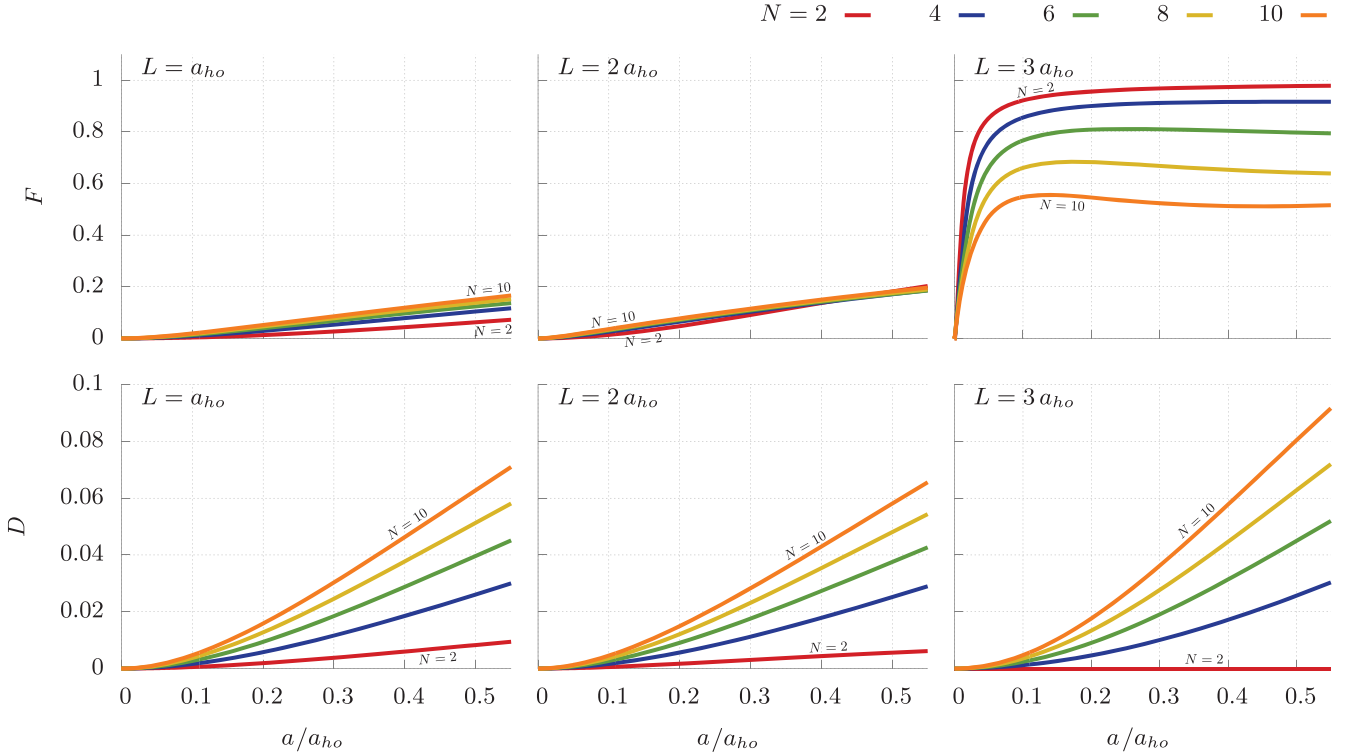 N = 2 4 6 8 10
L = a_ho L = 2 a_ho L = 3 a_ho
F
1
0.8
0.6
0.4
0.2
0
N = 10
N = 2
N = 10
N = 2
N = 2
N = 10
L = a_ho L = 2 a_ho L = 3 a_ho
D
0.1
0.08
0.06
0.04
0.02
0
N = 10
N = 2
N = 10
N = 2
N = 10
N = 2
0 0.1 0.2 0.3 0.4 0.5 0 0.1 0.2 0.3 0.4 0.5 0 0.1 0.2 0.3 0.4 0.5
a/a_ho a/a_ho a/a_ho